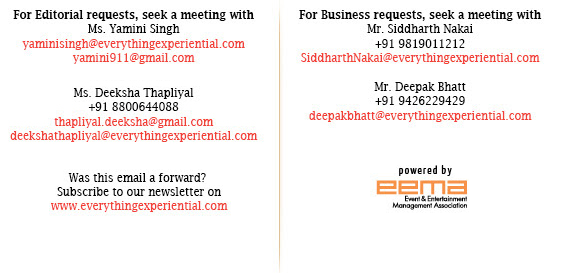 For Editorial requests, seek a meeting with
Ms. Yamini Singh
yaminisingh@everythingexperiential.com
yamini911@gmail.com
Ms. Deeksha Thapliyal
+91 8800644088
thapliyal.deeksha@gmail.com
deekshathapliyal@everythingexperiential.com
Was this email a forward?
Subscribe to our newsletter on
www.everythingexperiential.com
For Business requests, seek a meeting with
Mr. Siddharth Nakai
+91 9819011212
SiddharthNakai@everythingexperiential.com
Mr. Deepak Bhatt
+91 9426229429
deepakbhatt@everythingexperiential.com
powered by
eema
Event & Entertainment
Management Association